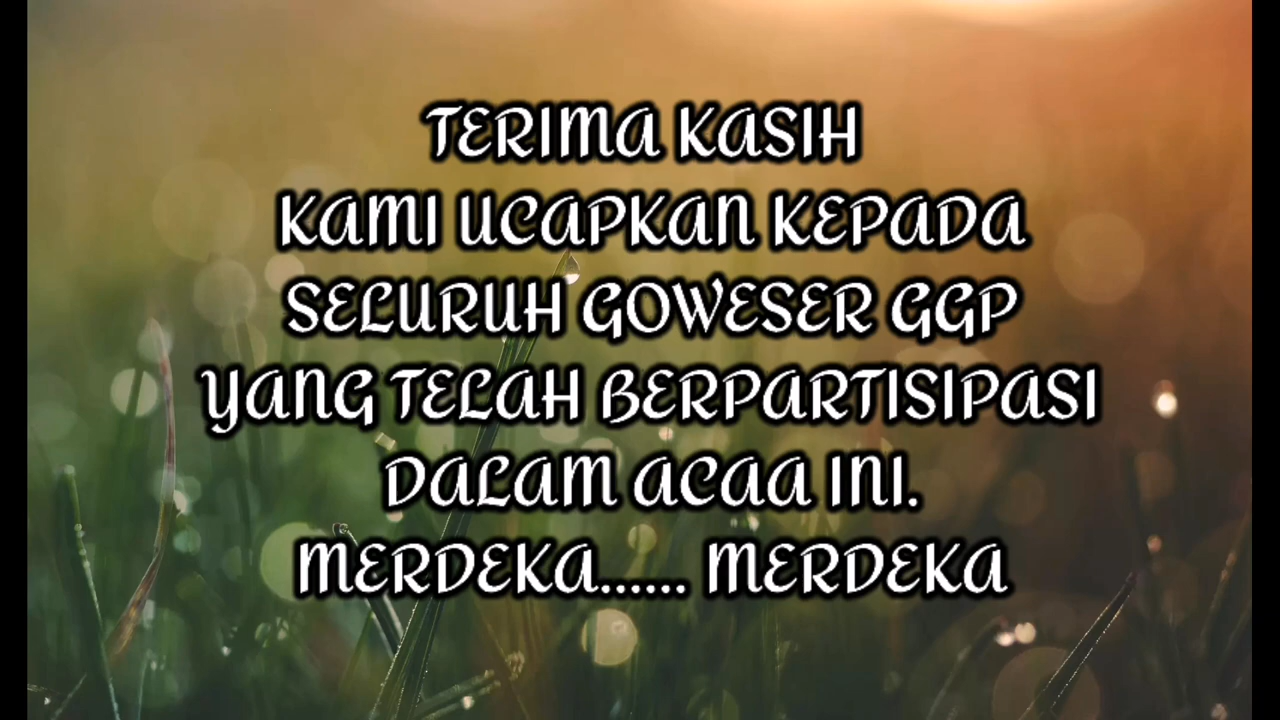 TERIMA KASIH
KAMI UCAPKAN KEPADA
SELURUH GOWESER GGP
YANG TELAH BERPARTISIPASI
DALAM ACAA INI.
MERDEKA...... MERDEKA